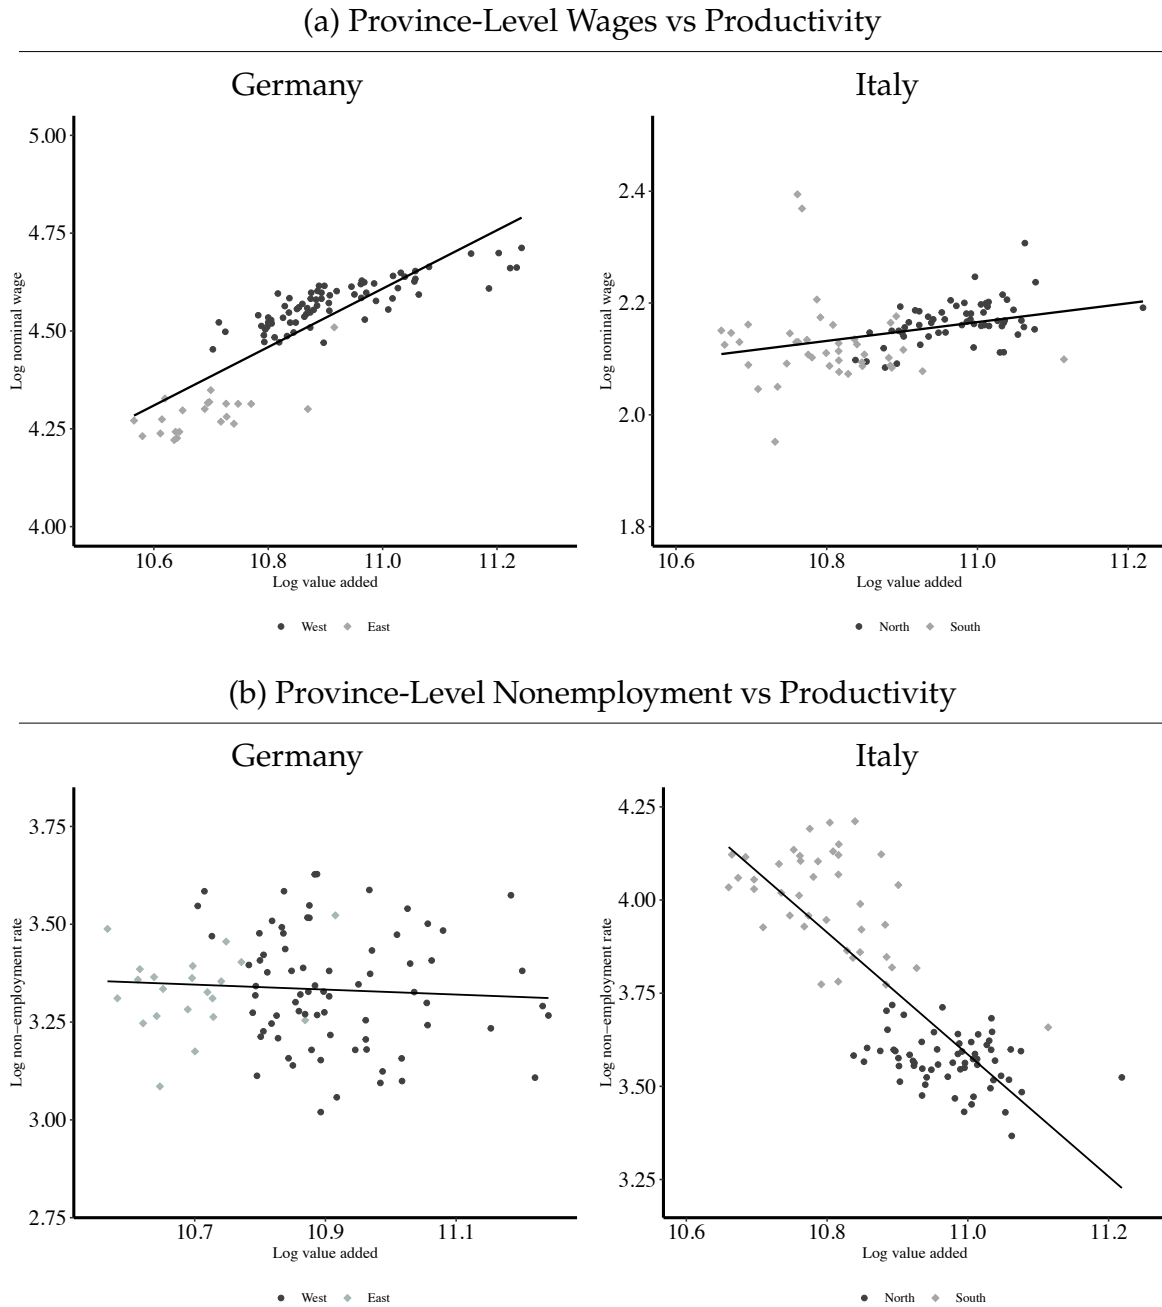 (a) Province-Level Wages vs Productivity
Germany
Italy
5.00
4.75
4.50
4.25
4.00
Log nominal wage
10.6 10.8 11.0 11.2
Log value added
West East
2.4
2.2
2.0
1.8
Log nominal wage
10.6 10.8 11.0 11.2
Log value added
North South
(b) Province-Level Nonemployment vs Productivity
Germany
Italy
3.75
3.50
3.25
3.00
2.75
Log non−employment rate
10.7 10.9 11.1
Log value added
West East
4.25
4.00
3.75
3.50
3.25
Log non−employment rate
10.6 10.8 11.0 11.2
Log value added
North South